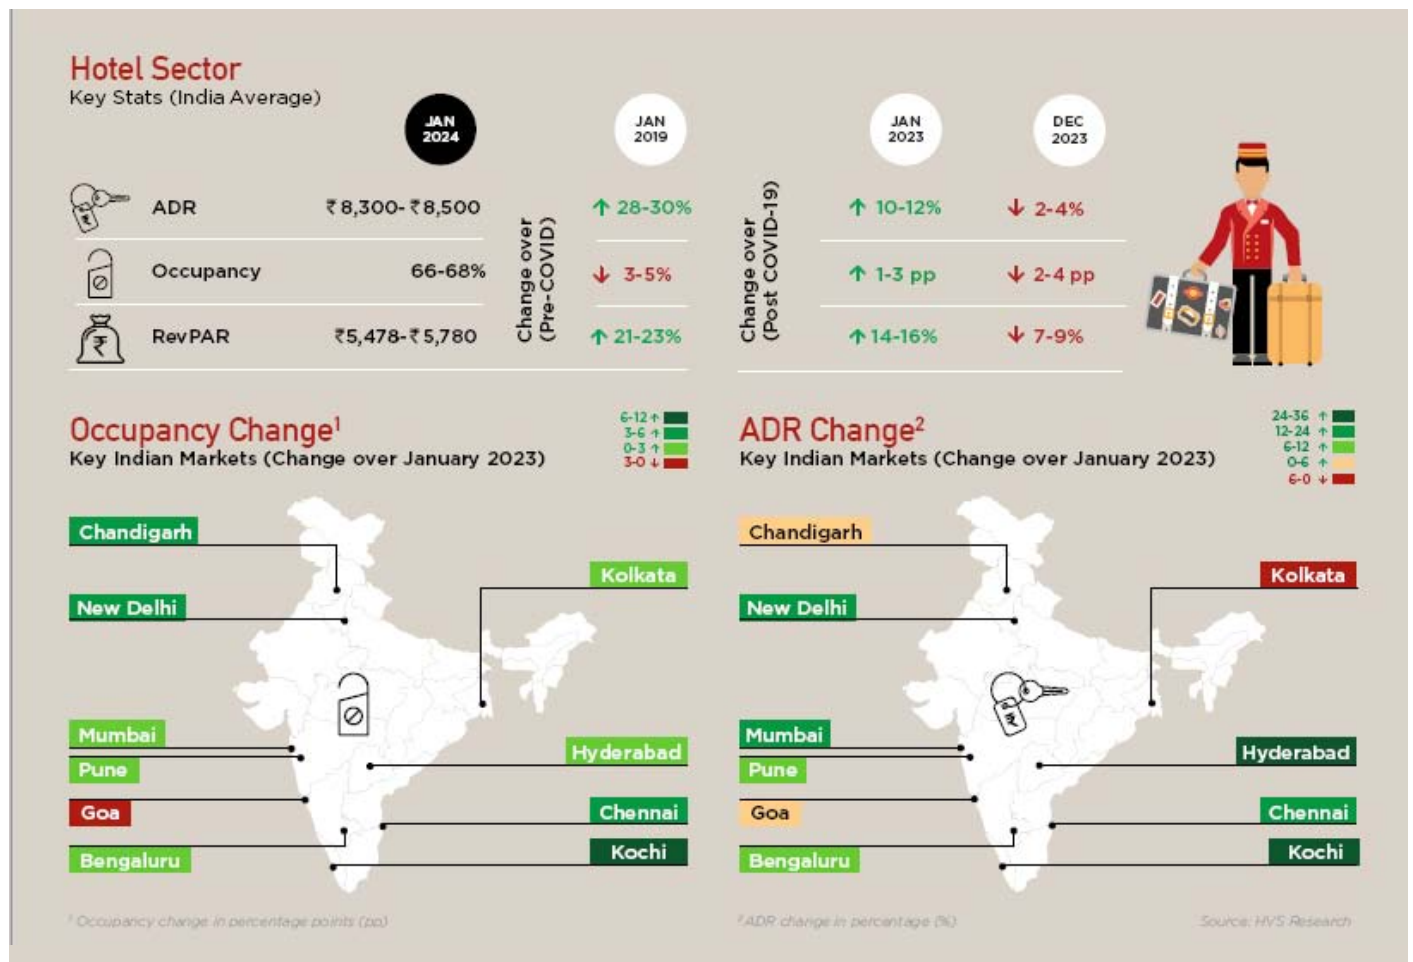 Hotel Sector
Key Stats (India Average)
JAN
2024
JAN
2019
JAN
2023
DEC
2023
ADR
₹8,300-₹8,500
↑ 28-30%
↑ 10-12%
↓ 2-4%
Occupancy
66-68%
↓ 3-5%
↑ 1-3 pp
↓ 2-4 pp
RevPAR
₹5,478-₹5,780
↑ 21-23%
↑ 14-16%
↓ 7-9%
Change over
(Pre-COVID)
Change over
(Post COVID-19)
Occupancy Change¹
Key Indian Markets (Change over January 2023)
6-12 ↑
3-6 ↑
0-3 ↑
3-0 ↓
Chandigarh
Kolkata
New Delhi
Mumbai
Hyderabad
Pune
Goa
Chennai
Bengaluru
Kochi
¹ Occupancy change in percentage points (pp)
ADR Change²
Key Indian Markets (Change over January 2023)
24-36 ↑
12-24 ↑
6-12 ↑
0-6 ↑
6-0 ↓
Chandigarh
Kolkata
New Delhi
Mumbai
Hyderabad
Pune
Goa
Chennai
Bengaluru
Kochi
² ADR change in percentage (%)
Source: HVS Research